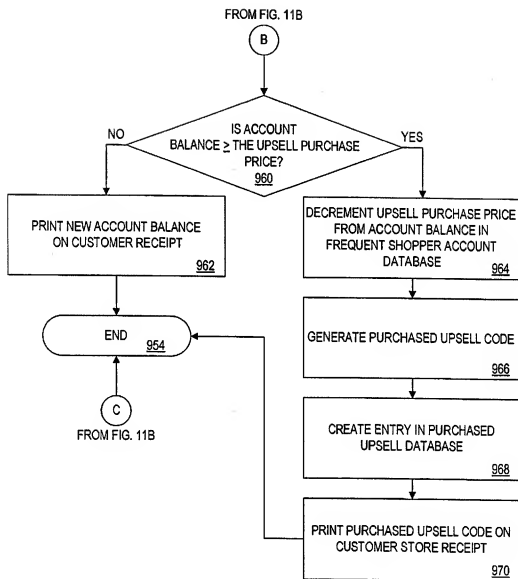 FROM FIG. 11B
B
IS ACCOUNT
BALANCE ≥ THE UPSELL PURCHASE
PRICE?
960
NO
YES
PRINT NEW ACCOUNT BALANCE
ON CUSTOMER RECEIPT
962
DECREMENT UPSELL PURCHASE PRICE
FROM ACCOUNT BALANCE IN
FREQUENT SHOPPER ACCOUNT
DATABASE
964
END
954
GENERATE PURCHASED UPSELL CODE
966
C
FROM FIG. 11B
CREATE ENTRY IN PURCHASED
UPSELL DATABASE
968
PRINT PURCHASED UPSELL CODE ON
CUSTOMER STORE RECEIPT
970